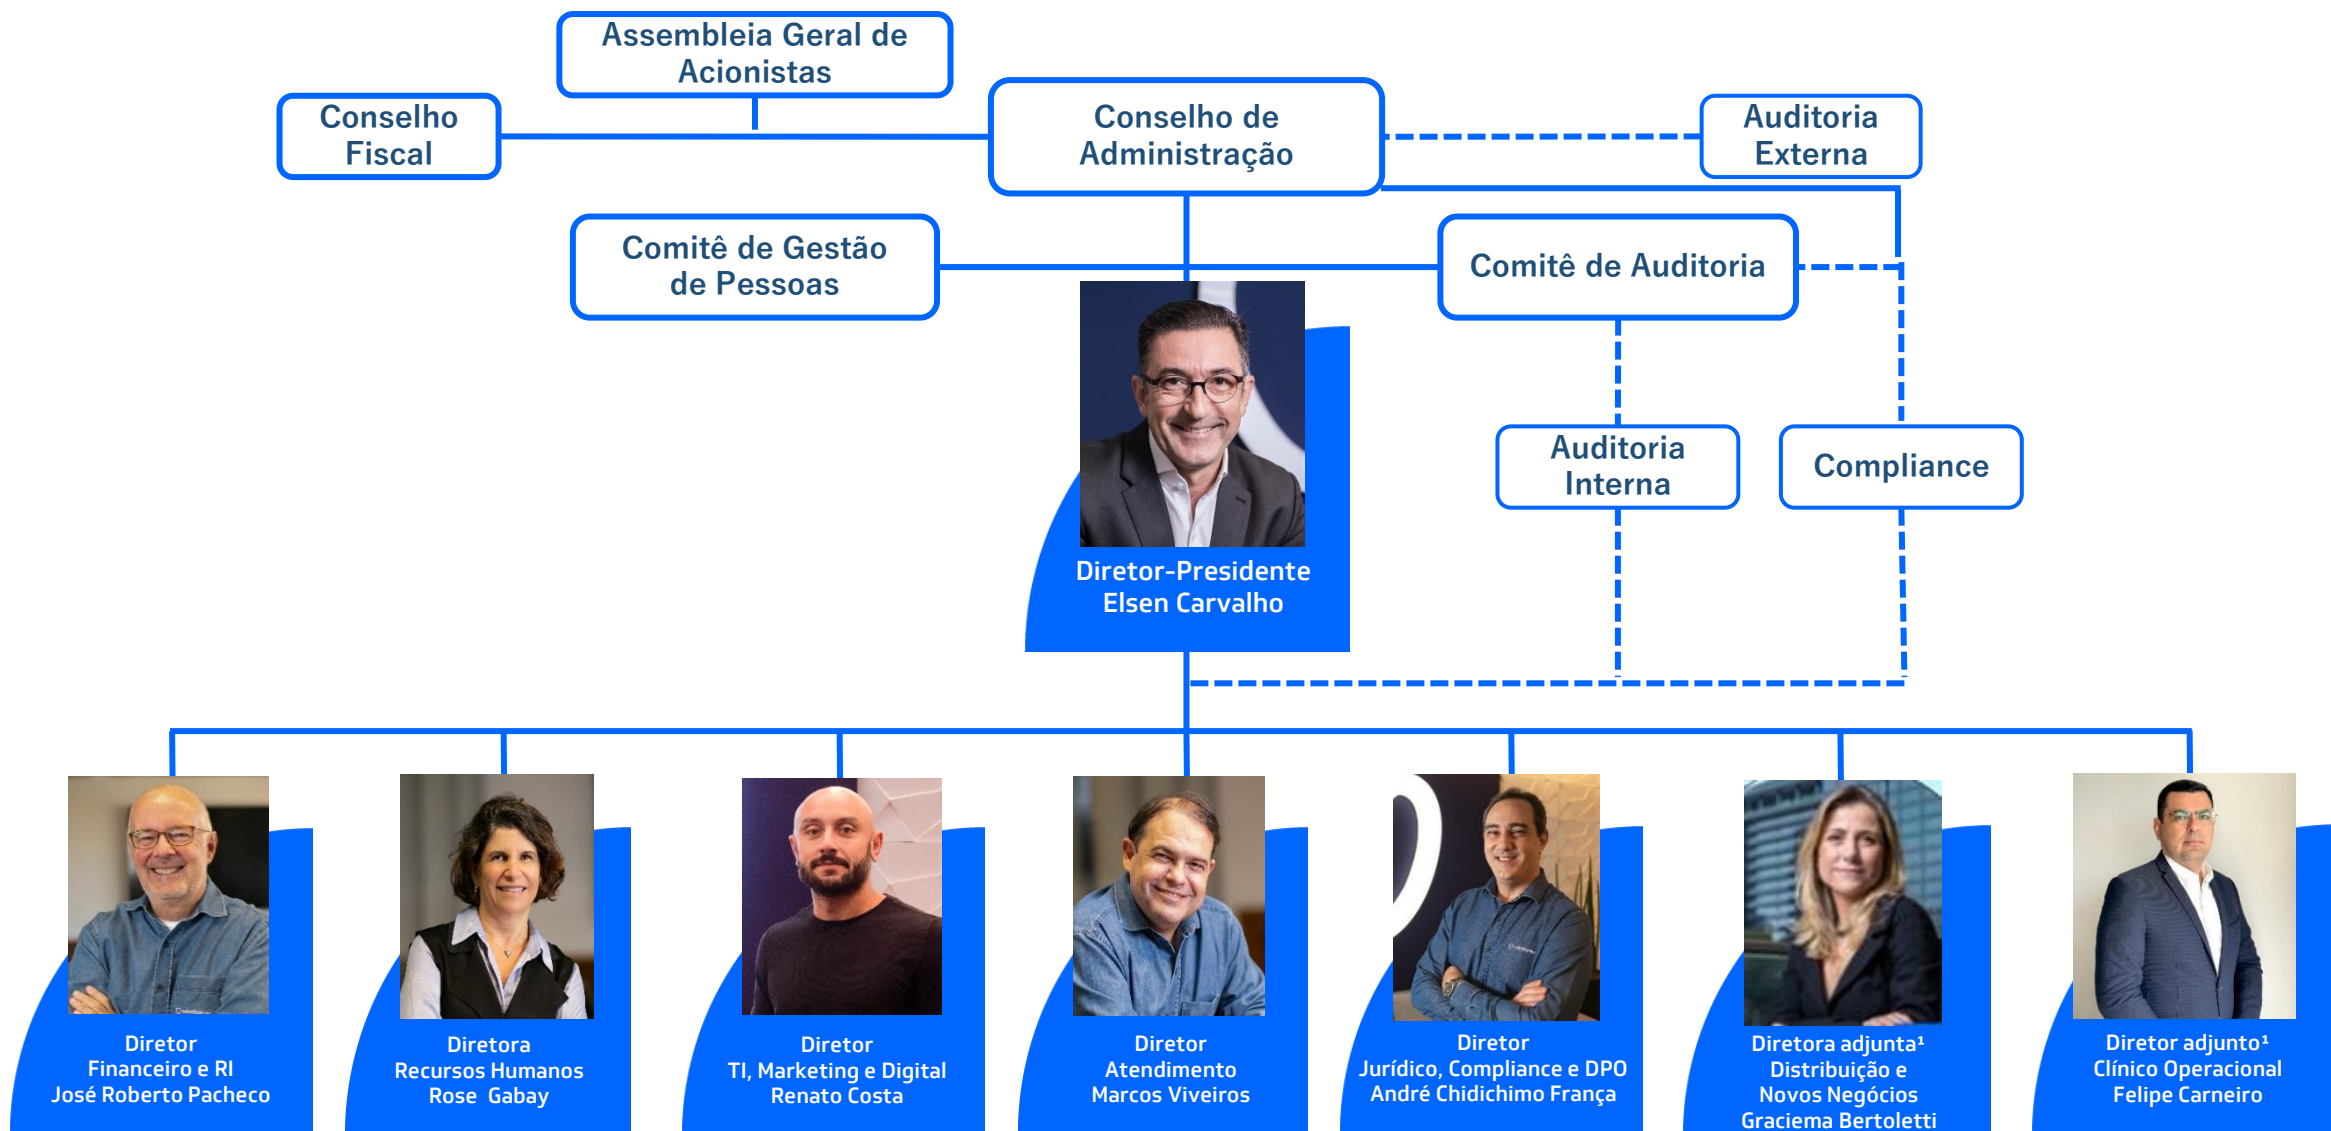 Assembleia Geral de
Acionistas
Conselho
Fiscal
Conselho de
Administração
Auditoria
Externa
Comitê de Gestão
de Pessoas
Comitê de Auditoria
Auditoria
Interna
Compliance
Diretor-Presidente
Elsen Carvalho
Diretor
Financeiro e RI
José Roberto Pacheco
Diretora
Recursos Humanos
Rose Gabay
Diretor
TI, Marketing e Digital
Renato Costa
Diretor
Atendimento
Marcos Viveiros
Diretor
Jurídico, Compliance e DPO
André Chidichimo França
Diretora adjunta¹
Distribuição e
Novos Negócios
Graciema Bertoletti
Diretor adjunto¹
Clínico Operacional
Felipe Carneiro